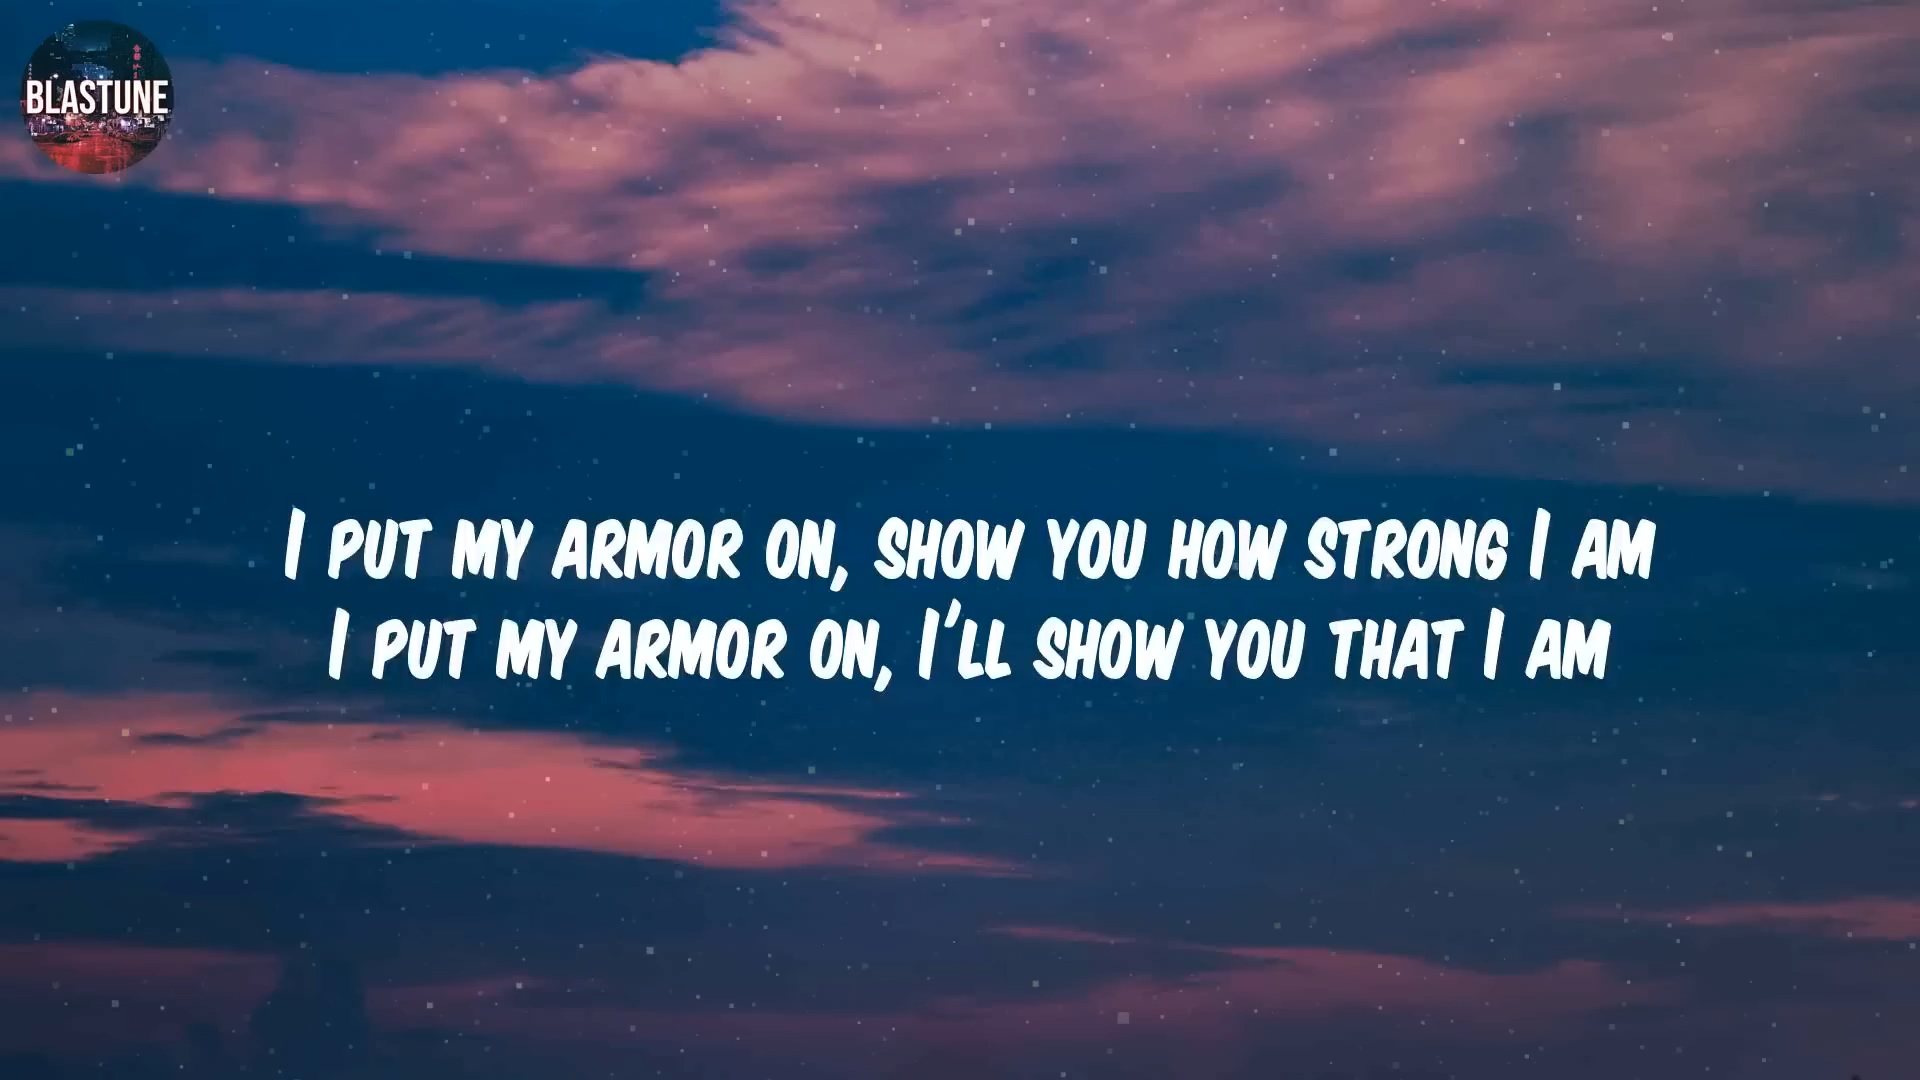 BLASTUNE
I PUT MY ARMOR ON, SHOW YOU HOW STRONG I AM
I PUT MY ARMOR ON, I'LL SHOW YOU THAT I AM